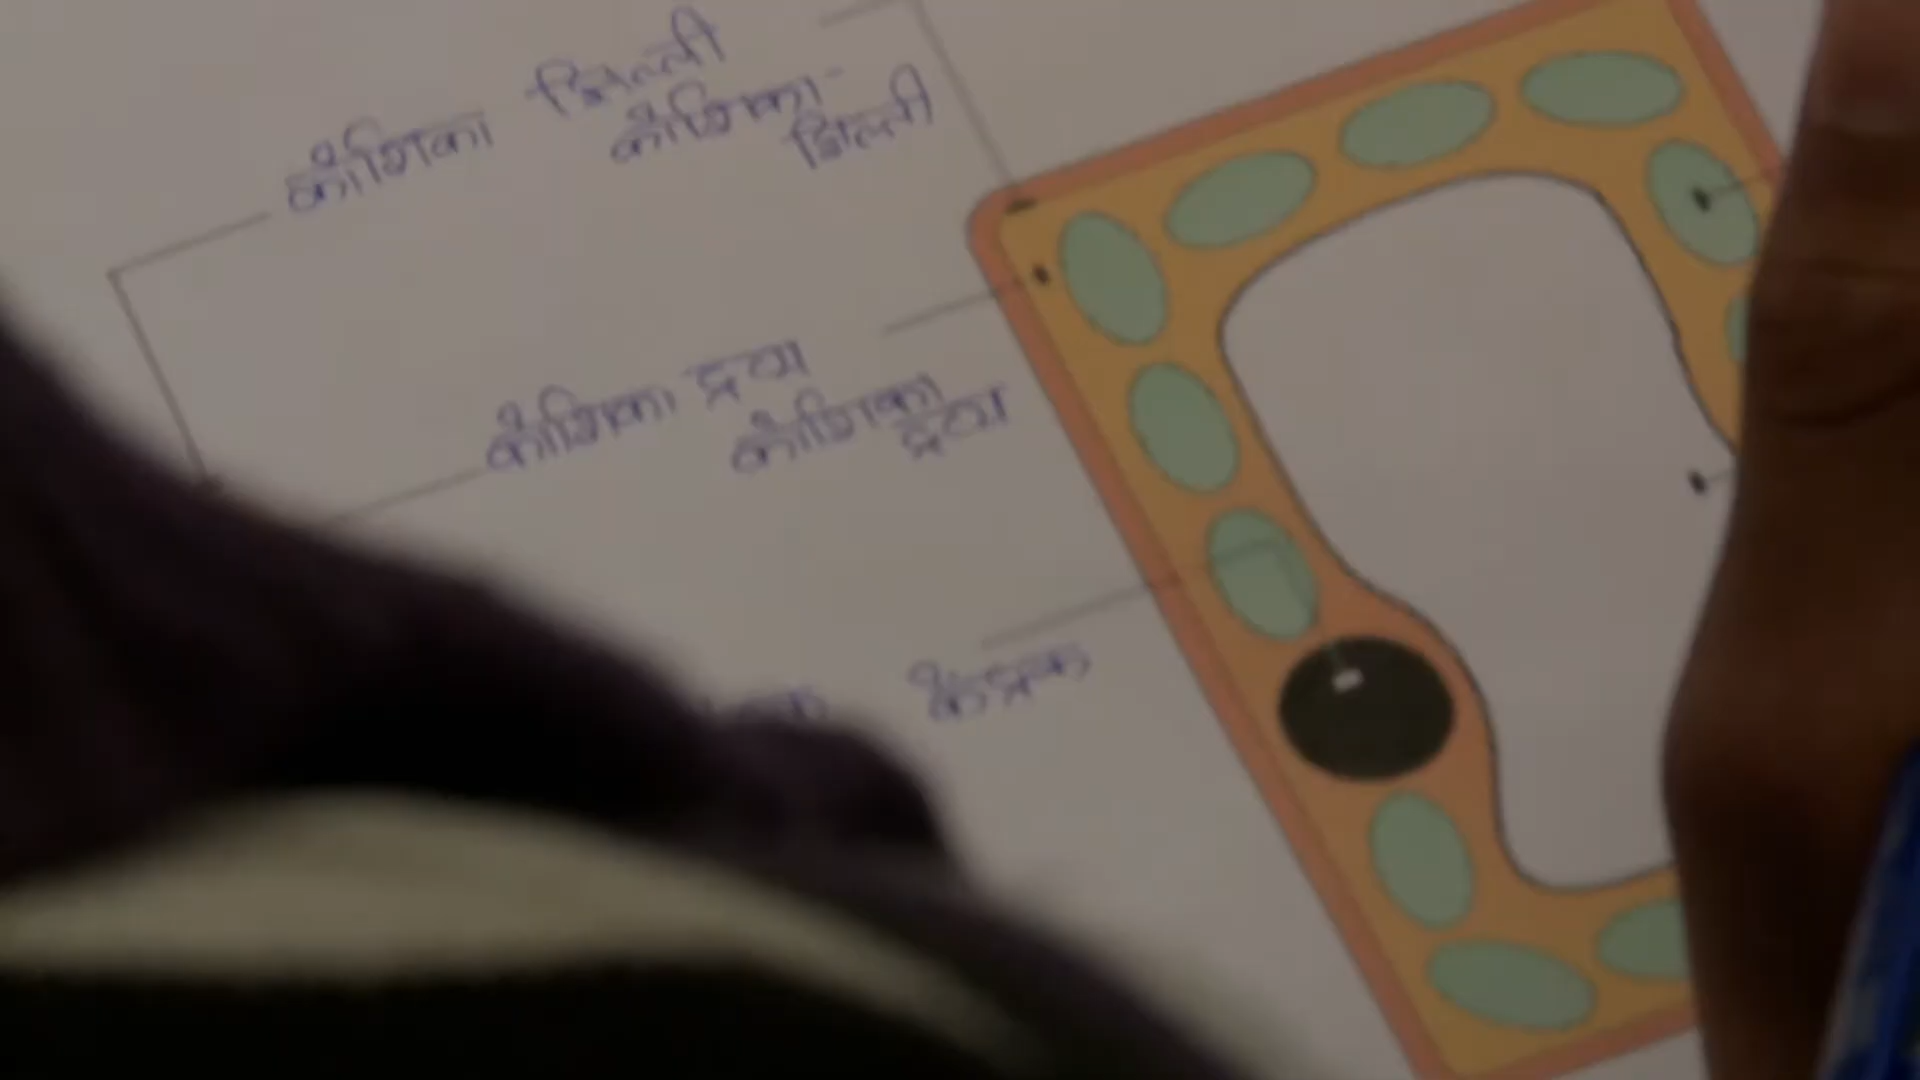 कोशिका झिल्ली
कोशिका-
झिल्ली
कोशिका द्रव्य
कोशिका
द्रव्य
केंद्रक